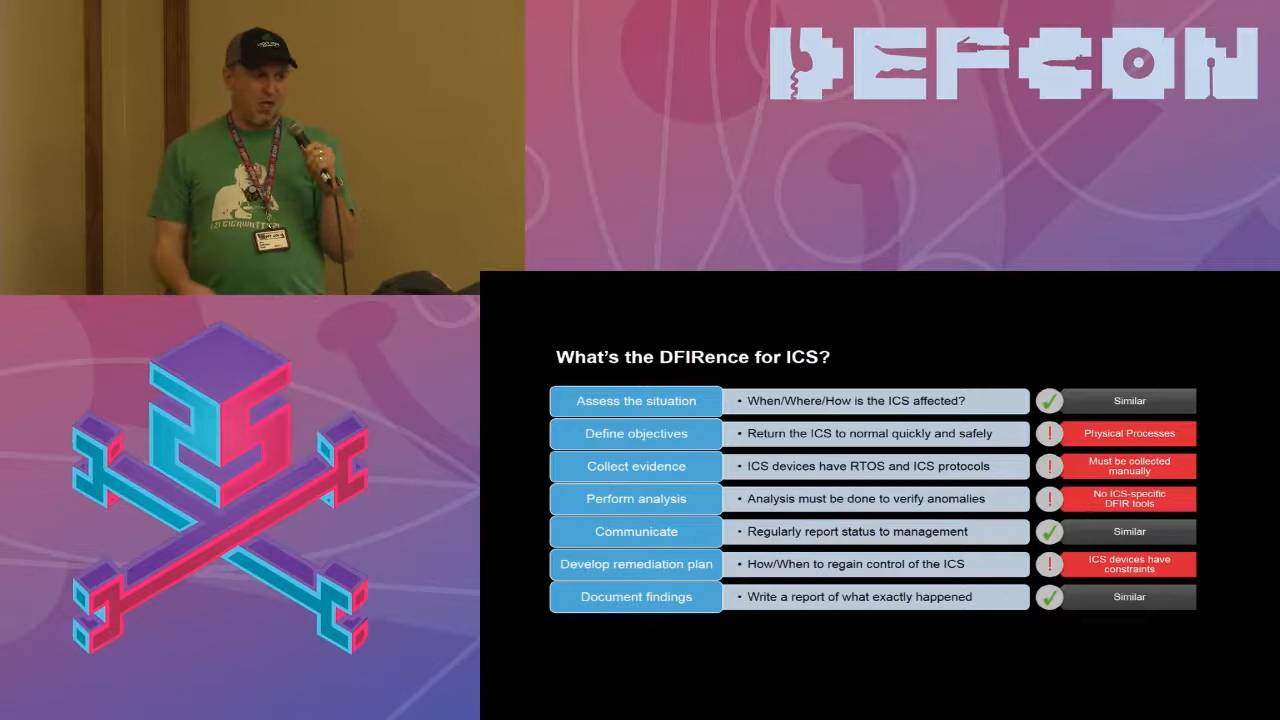 DEFCON
1.21 GIGAWATTS?!
What's the DFIRence for ICS?
Assess the situation
• When/Where/How is the ICS affected?
Similar
Define objectives
• Return the ICS to normal quickly and safely
Physical Processes
Collect evidence
• ICS devices have RTOS and ICS protocols
Must be collected
manually
Perform analysis
• Analysis must be done to verify anomalies
No ICS-specific
DFIR tools
Communicate
• Regularly report status to management
Similar
Develop remediation plan
• How/When to regain control of the ICS
ICS devices have
constraints
Document findings
• Write a report of what exactly happened
Similar